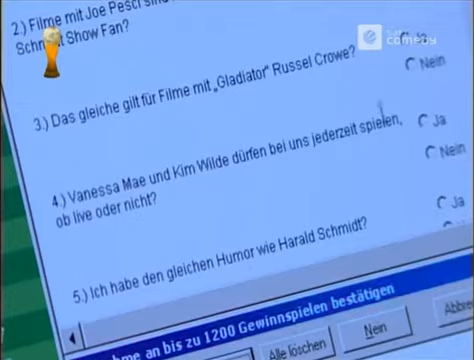 2.) Filme mit Joe Pesci sind
Schmidt Show Fan?
Ja
Nein
comedy
3.) Das gleiche gilt für Filme mit „Gladiator" Russel Crowe?
Ja
Nein
4.) Vanessa Mae und Kim Wilde dürfen bei uns jederzeit spielen,
ob live oder nicht?
Ja
5.) Ich habe den gleichen Humor wie Harald Schmidt?
hme an bis zu 1200 Gewinnspielen bestätigen
Alle löschen
Nein
Abbre